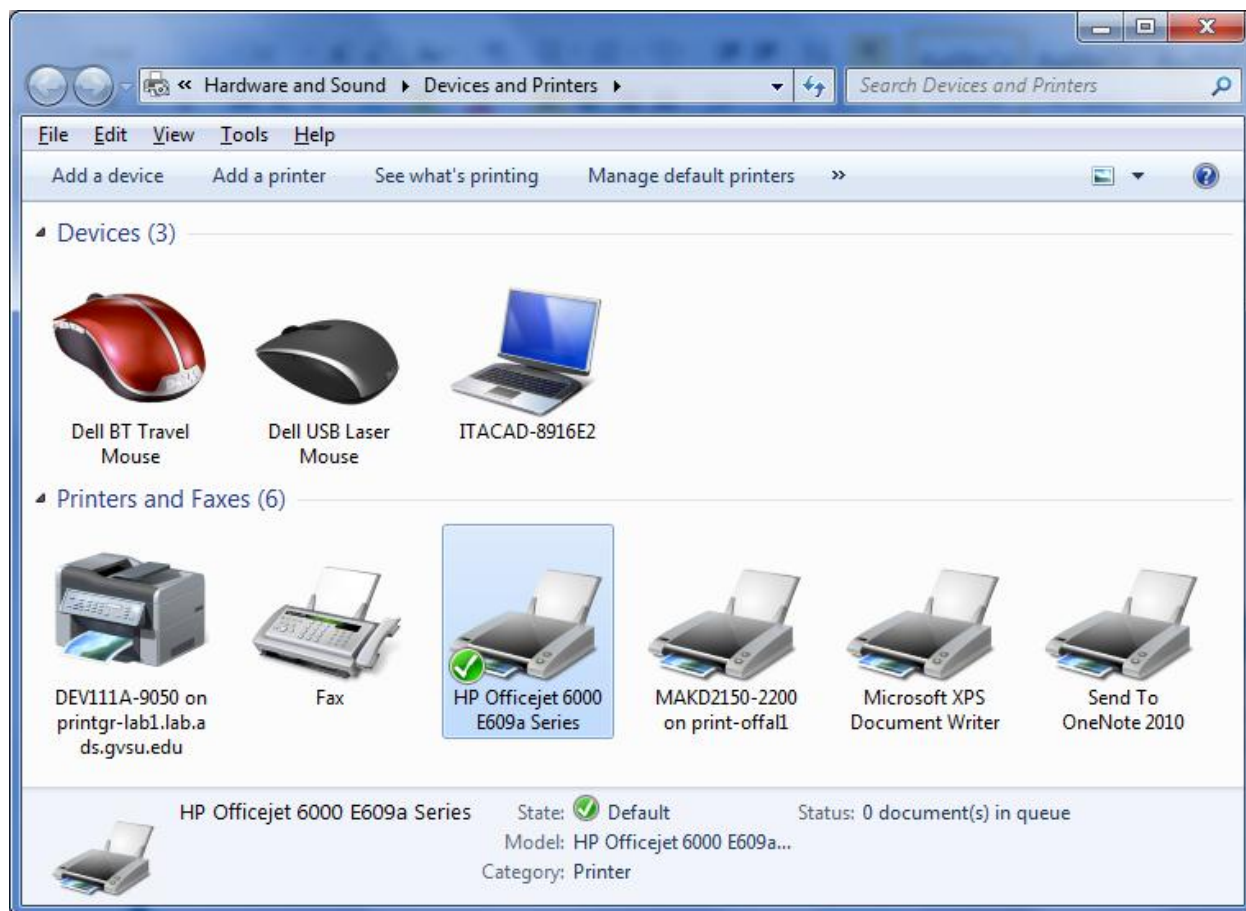 « Hardware and Sound ▸ Devices and Printers ▸ Search Devices and Printers
File Edit View Tools Help
Add a device Add a printer See what's printing Manage default printers »
Devices (3)
Dell BT Travel
Mouse
Dell USB Laser
Mouse
ITACAD-8916E2
Printers and Faxes (6)
DEV111A-9050 on
printgr-lab1.lab.a
ds.gvsu.edu
Fax
HP Officejet 6000
E609a Series
MAKD2150-2200
on print-offal1
Microsoft XPS
Document Writer
Send To
OneNote 2010
HP Officejet 6000 E609a Series State: Default Status: 0 document(s) in queue
Model: HP Officejet 6000 E609a...
Category: Printer